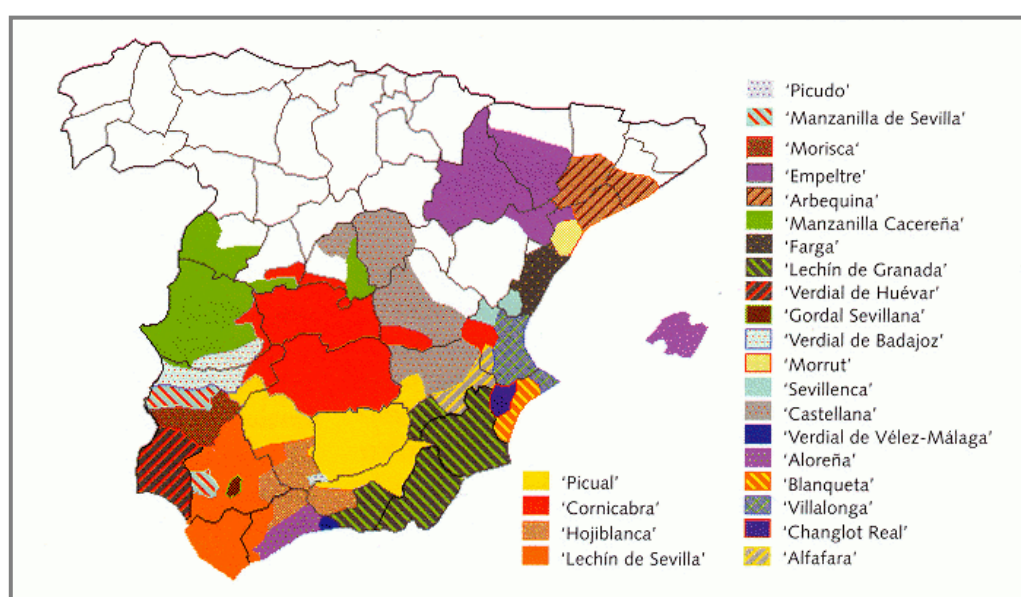 ‘Picudo’
‘Manzanilla de Sevilla’
‘Morisca’
‘Empeltre’
‘Arbequina’
‘Manzanilla Cacereña’
‘Farga’
‘Lechín de Granada’
‘Verdial de Huévar’
‘Gordal Sevillana’
‘Verdial de Badajoz’
‘Morrut’
‘Sevillenca’
‘Castellana’
‘Verdial de Vélez-Málaga’
‘Aloreña’
‘Blanqueta’
‘Villalonga’
‘Changlot Real’
‘Alfafara’
‘Picual’
‘Cornicabra’
‘Hojiblanca’
‘Lechín de Sevilla’